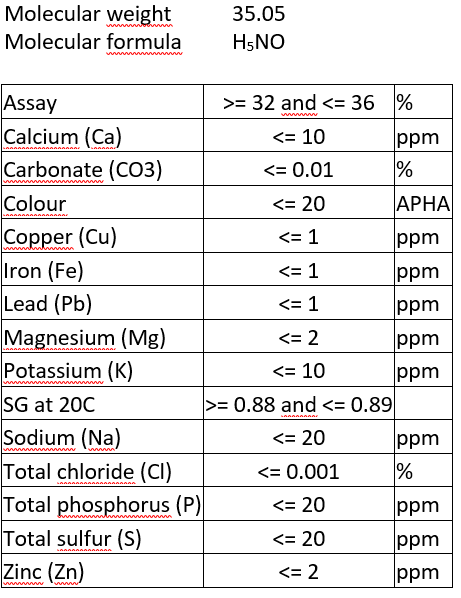 Molecular weight 35.05
Molecular formula H₅NO
Assay >= 32 and <= 36 %
Calcium (Ca) <= 10 ppm
Carbonate (CO3) <= 0.01 %
Colour <= 20 APHA
Copper (Cu) <= 1 ppm
Iron (Fe) <= 1 ppm
Lead (Pb) <= 1 ppm
Magnesium (Mg) <= 2 ppm
Potassium (K) <= 10 ppm
SG at 20C >= 0.88 and <= 0.89
Sodium (Na) <= 20 ppm
Total chloride (Cl) <= 0.001 %
Total phosphorus (P) <= 20 ppm
Total sulfur (S) <= 20 ppm
Zinc (Zn) <= 2 ppm